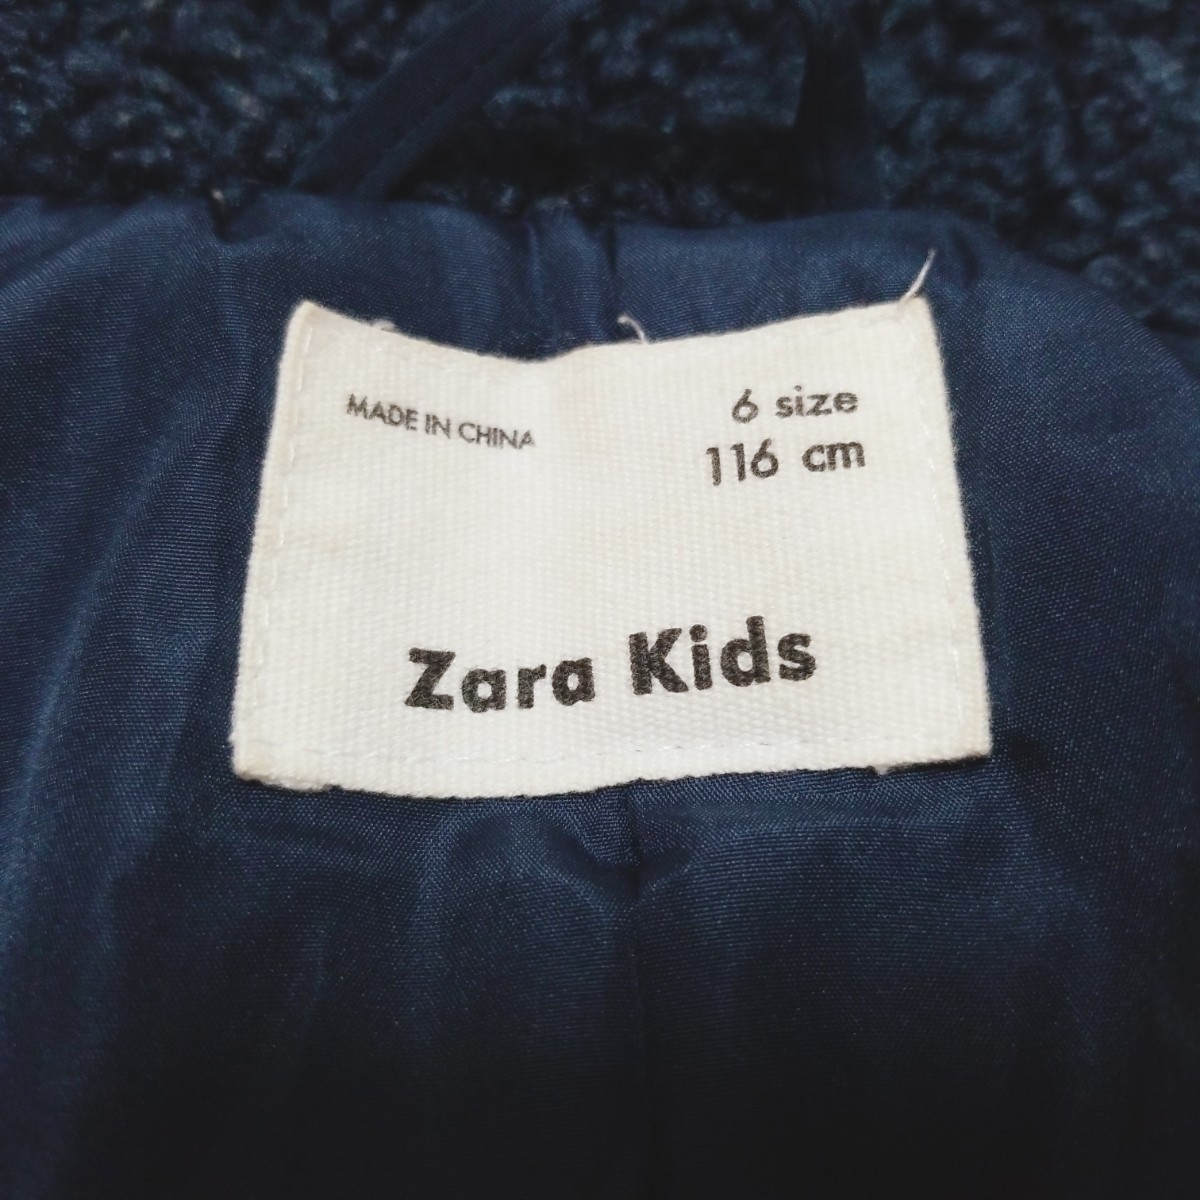 MADE IN CHINA
6 size
116 cm
Zara Kids